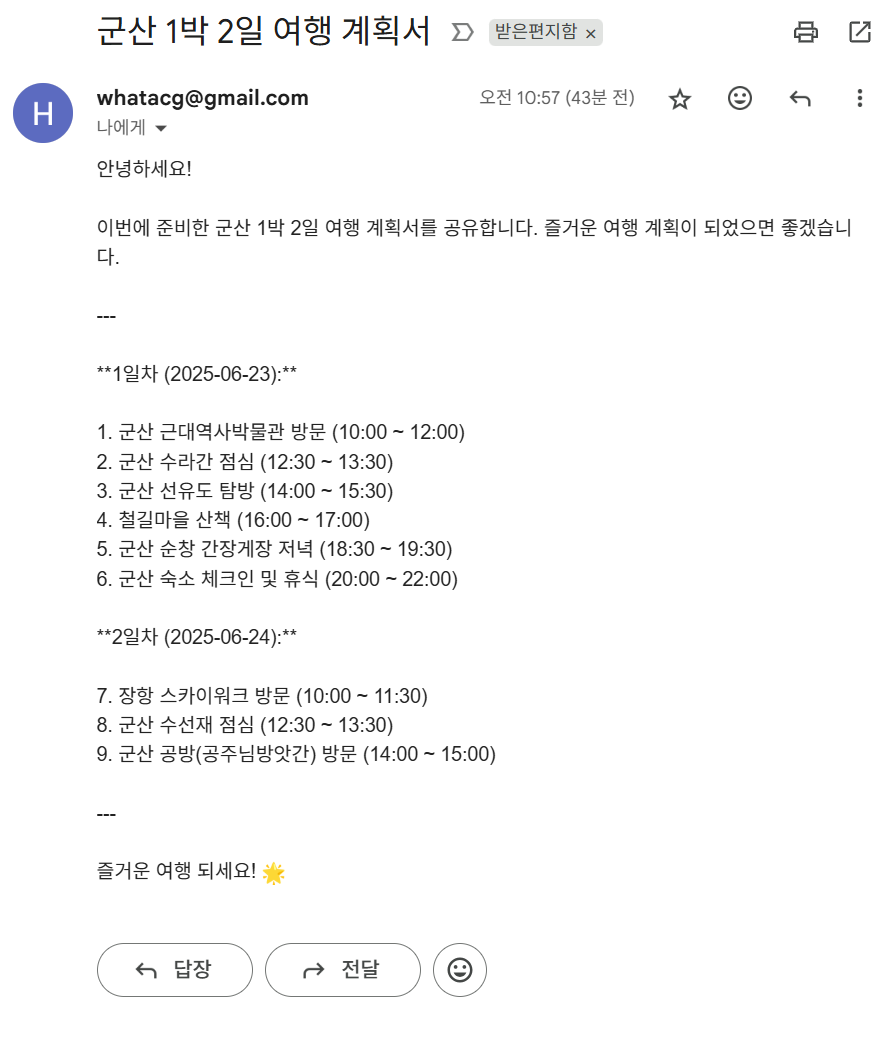 군산 1박 2일 여행 계획서 받은편지함 ×
H
whatacg@gmail.com 오전 10:57 (43분 전)
나에게
안녕하세요!
이번에 준비한 군산 1박 2일 여행 계획서를 공유합니다. 즐거운 여행 계획이 되었으면 좋겠습니
다.
---
**1일차 (2025-06-23):**
1. 군산 근대역사박물관 방문 (10:00 ~ 12:00)
2. 군산 수라간 점심 (12:30 ~ 13:30)
3. 군산 선유도 탐방 (14:00 ~ 15:30)
4. 철길마을 산책 (16:00 ~ 17:00)
5. 군산 순창 간장게장 저녁 (18:30 ~ 19:30)
6. 군산 숙소 체크인 및 휴식 (20:00 ~ 22:00)
**2일차 (2025-06-24):**
7. 장항 스카이워크 방문 (10:00 ~ 11:30)
8. 군산 수선재 점심 (12:30 ~ 13:30)
9. 군산 공방(공주님방앗간) 방문 (14:00 ~ 15:00)
---
즐거운 여행 되세요! 🌟
답장 전달